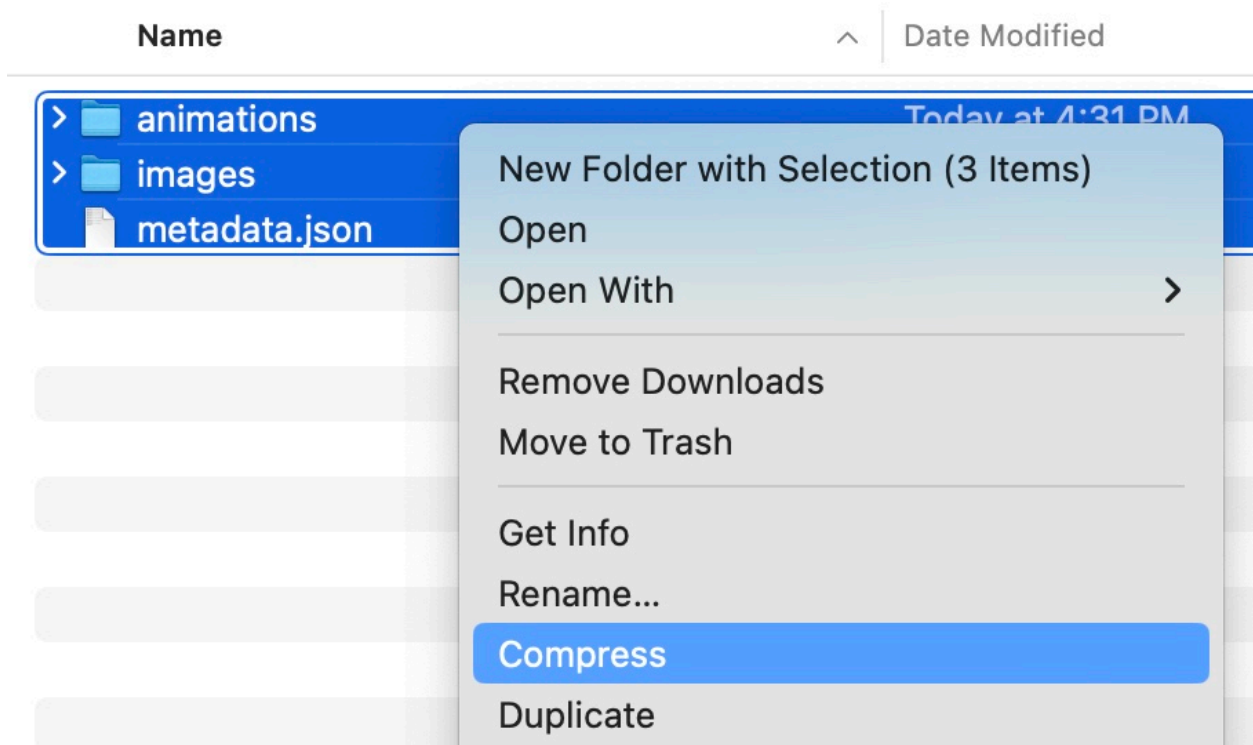 Name Date Modified
animations Today at 4:31 PM
images
metadata.json
New Folder with Selection (3 Items)
Open
Open With
Remove Downloads
Move to Trash
Get Info
Rename...
Compress
Duplicate